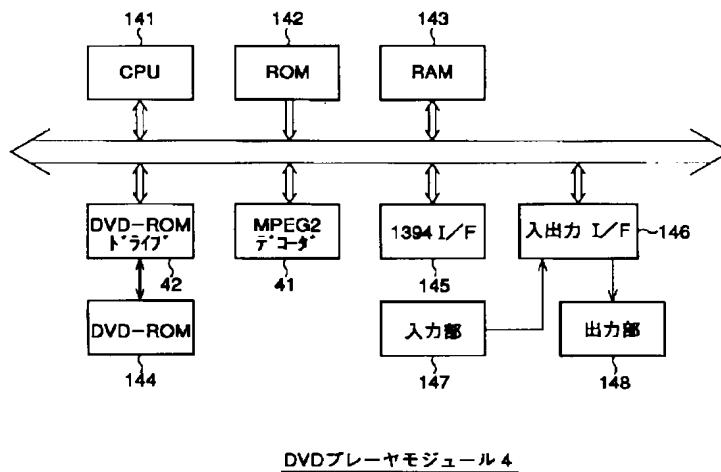 141
142
143
CPU
ROM
RAM
DVD-ROM
ドライブ
MPEG2
デコーダ
1394 I/F
入出力 I/F
146
42
41
145
DVD-ROM
入力部
出力部
144
147
148
DVDプレーヤモジュール4